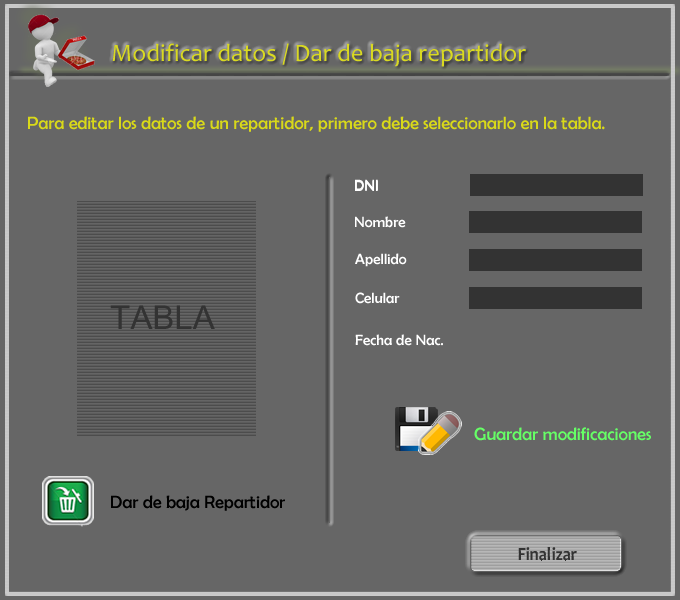 Modificar datos / Dar de baja repartidor
Para editar los datos de un repartidor, primero debe seleccionarlo en la tabla.
TABLA
DNI
Nombre
Apellido
Celular
Fecha de Nac.
Guardar modificaciones
Dar de baja Repartidor
Finalizar